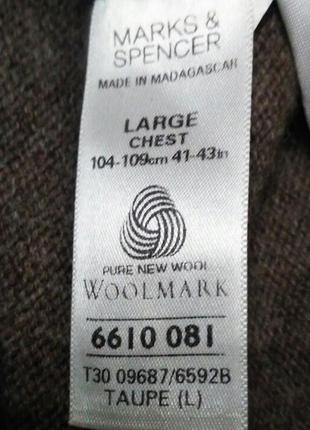 MARKS &
SPENCER
MADE IN MADAGASCAR
LARGE
CHEST
104-109cm 41-43in
PURE NEW WOOL
WOOLMARK
6610 081
T30 09687/6592B
TAUPE (L)